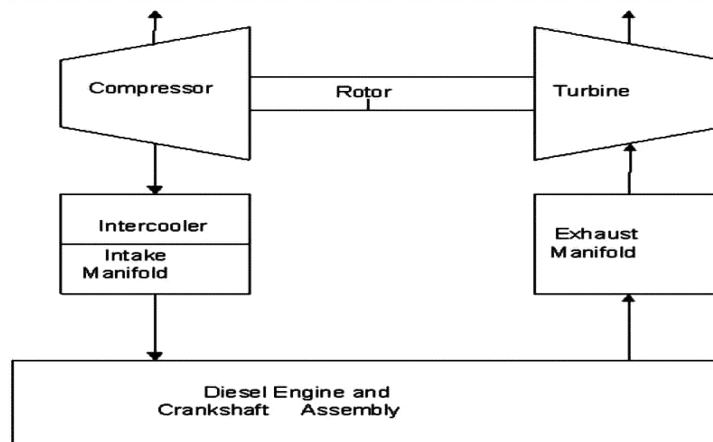 Compressor
Rotor
Turbine
Intercooler
Intake
Manifold
Exhaust
Manifold
Diesel Engine and
Crankshaft Assembly